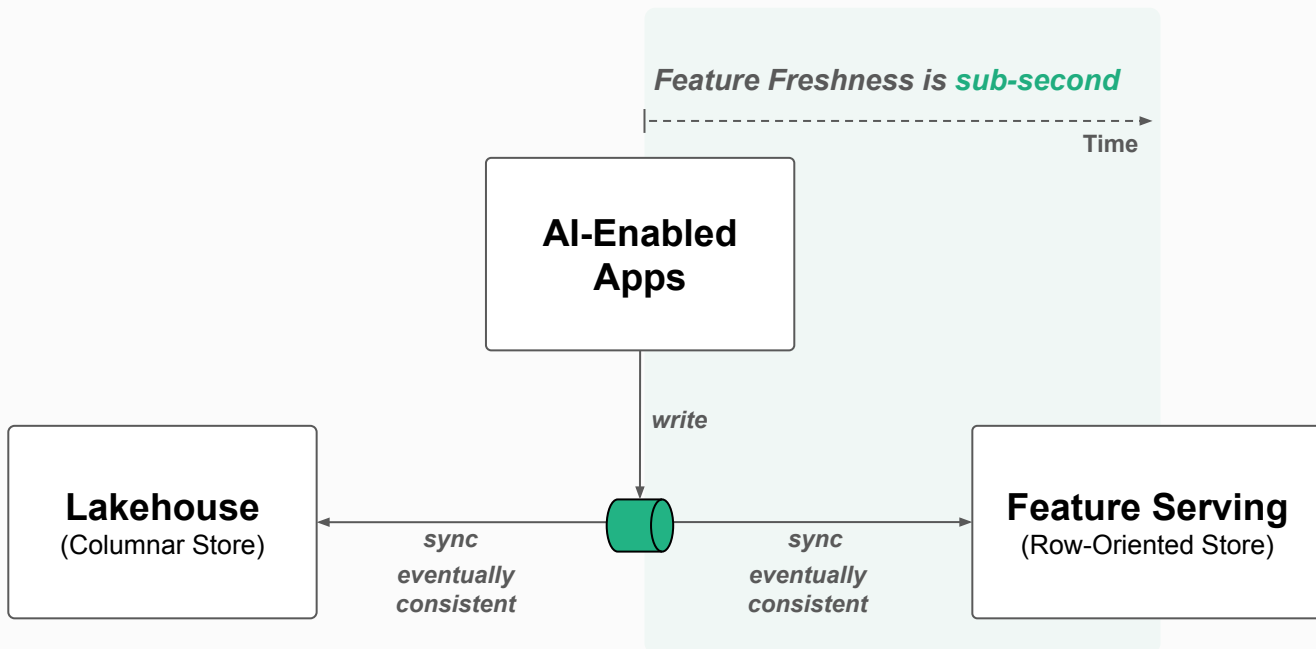 Feature Freshness is sub-second
Time
AI-Enabled
Apps
write
Lakehouse
(Columnar Store)
sync
eventually
consistent
sync
eventually
consistent
Feature Serving
(Row-Oriented Store)